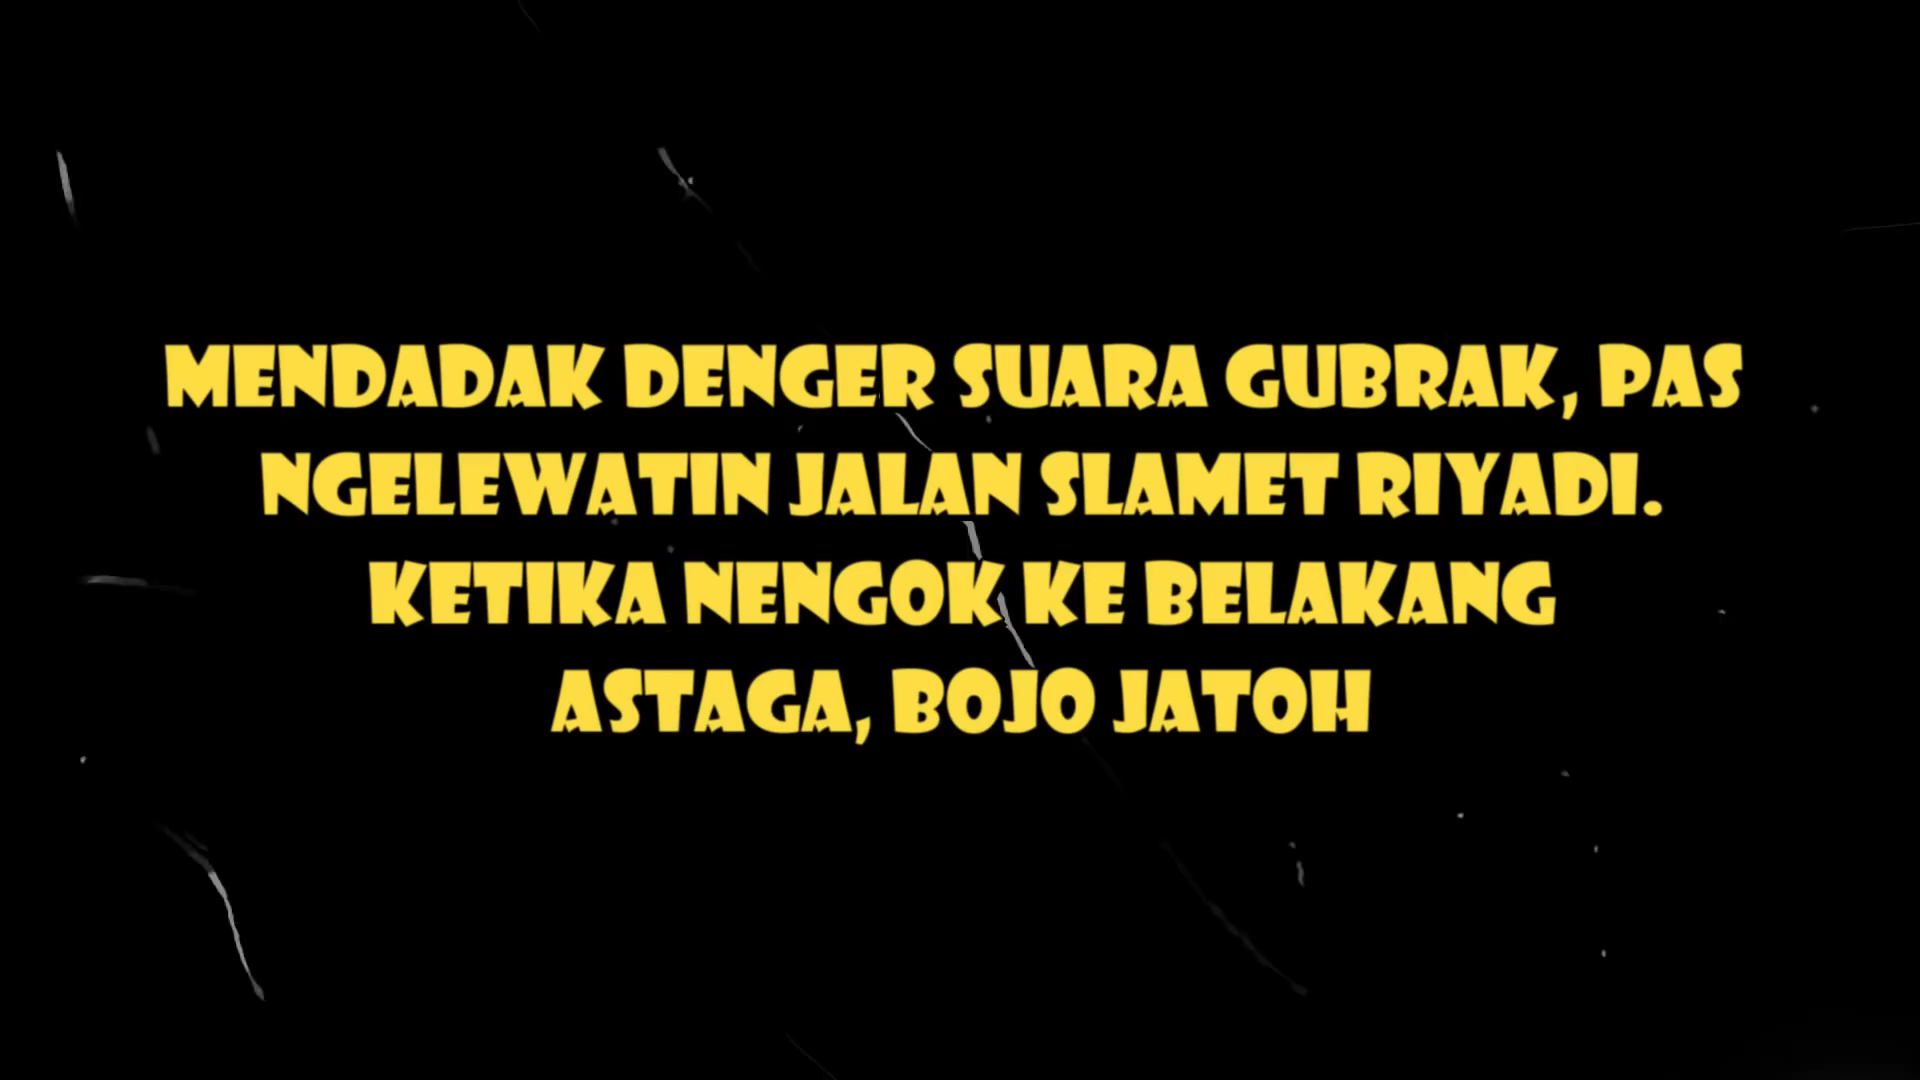 MENDADAK DENGER SUARA GUBRAK, PAS
NGELEWATIN JALAN SLAMET RIYADI.
KETIKA NENGOK KE BELAKANG
ASTAGA, BOJO JATOH